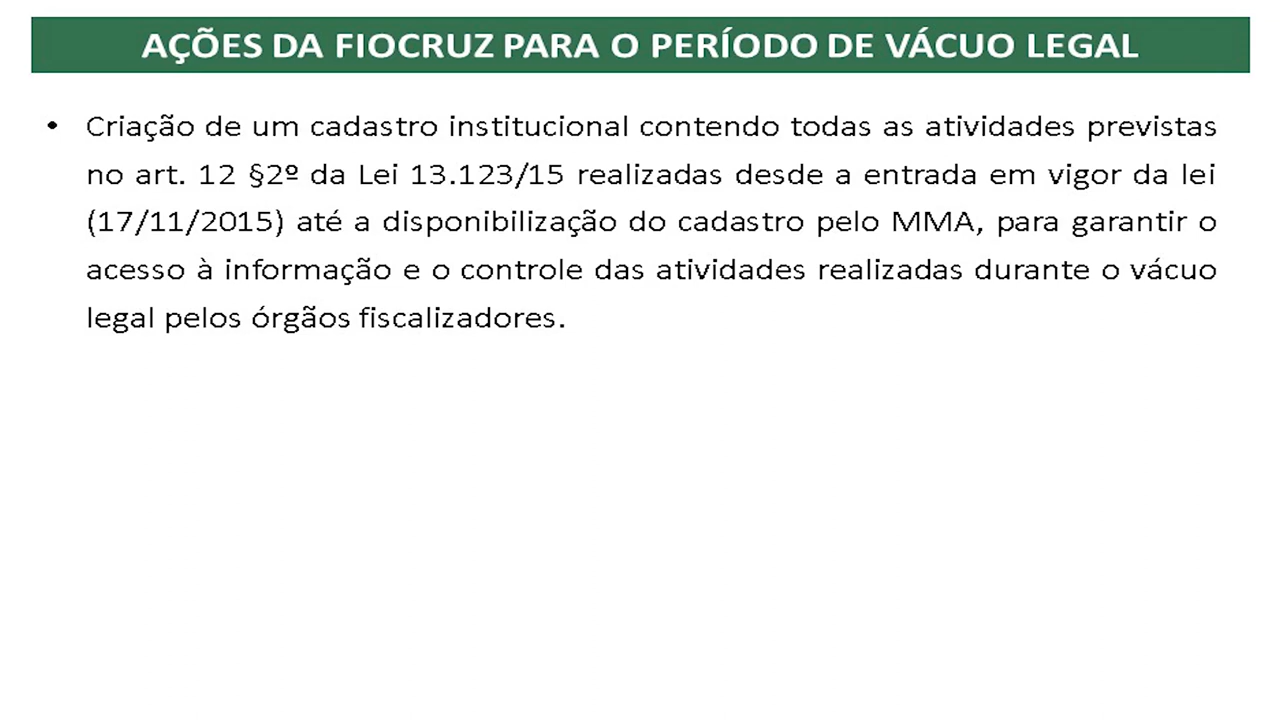 AÇÕES DA FIOCRUZ PARA O PERÍODO DE VÁCUO LEGAL
• Criação de um cadastro institucional contendo todas as atividades previstas
no art. 12 §2º da Lei 13.123/15 realizadas desde a entrada em vigor da lei
(17/11/2015) até a disponibilização do cadastro pelo MMA, para garantir o
acesso à informação e o controle das atividades realizadas durante o vácuo
legal pelos órgãos fiscalizadores.